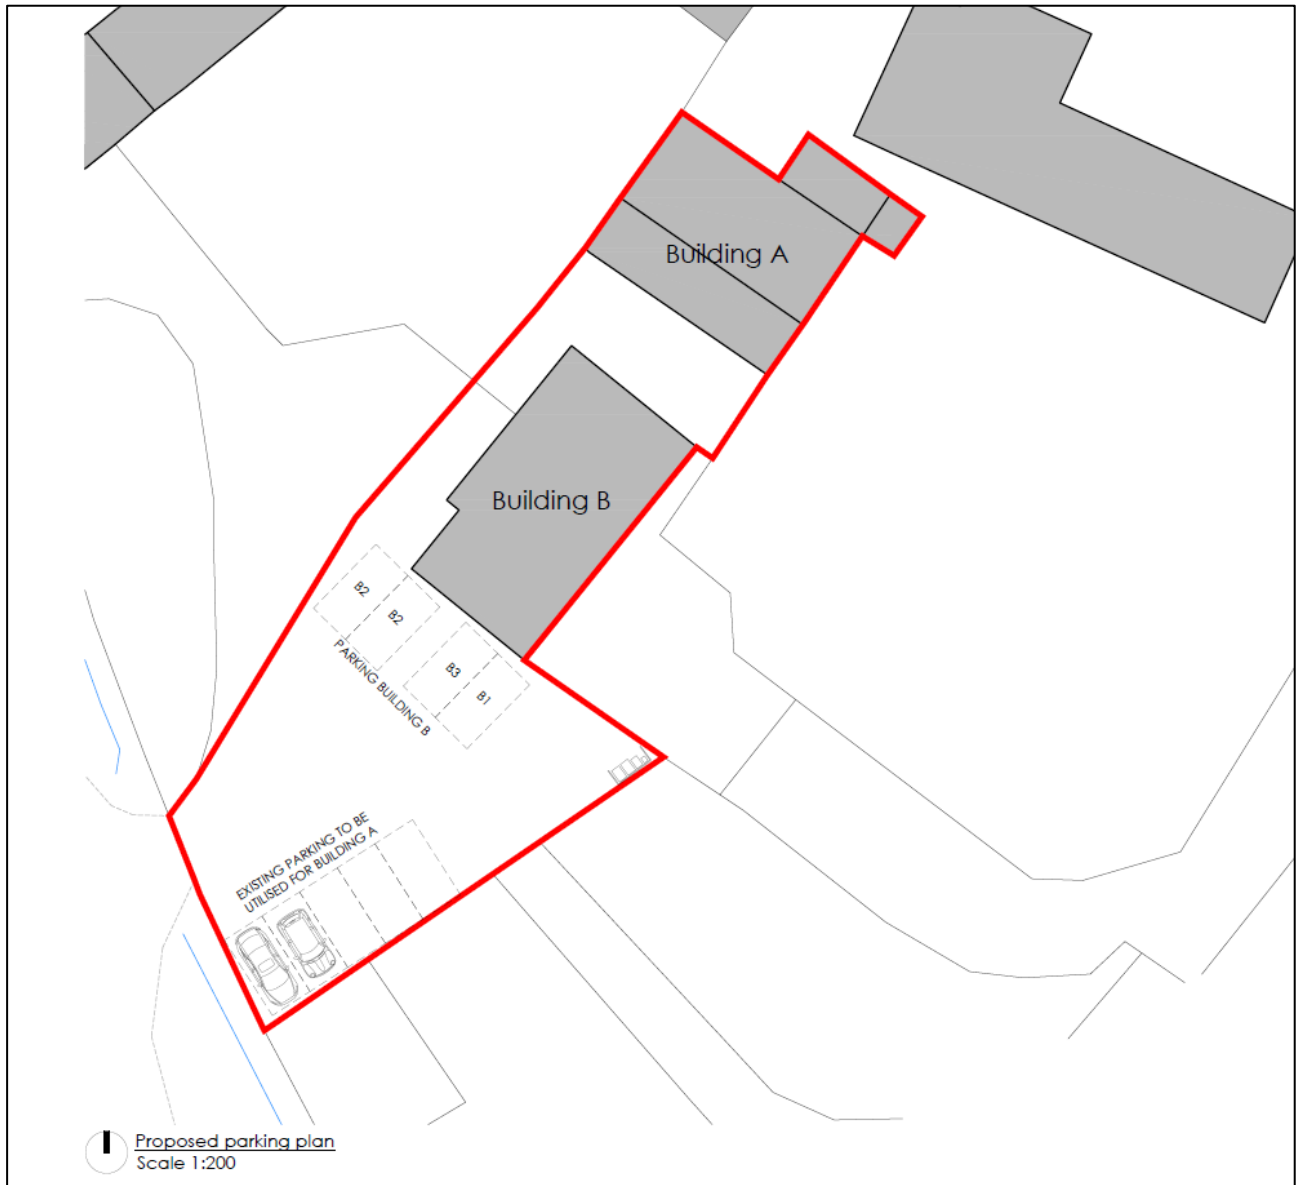 Building A
Building B
B2
B2
B3
B1
PARKING BUILDING B
EXISTING PARKING TO BE
UTILISED FOR BUILDING A
Proposed parking plan
Scale 1:200